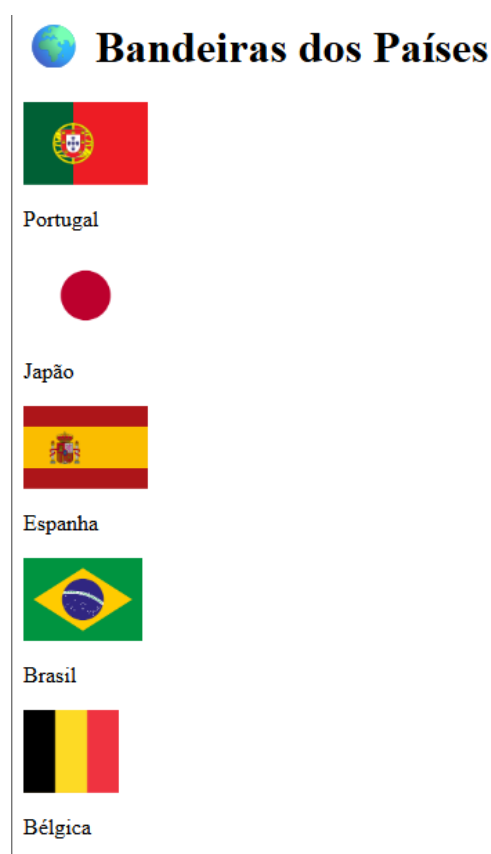 Bandeiras dos Países
Portugal
Japão
Espanha
Brasil
Bélgica